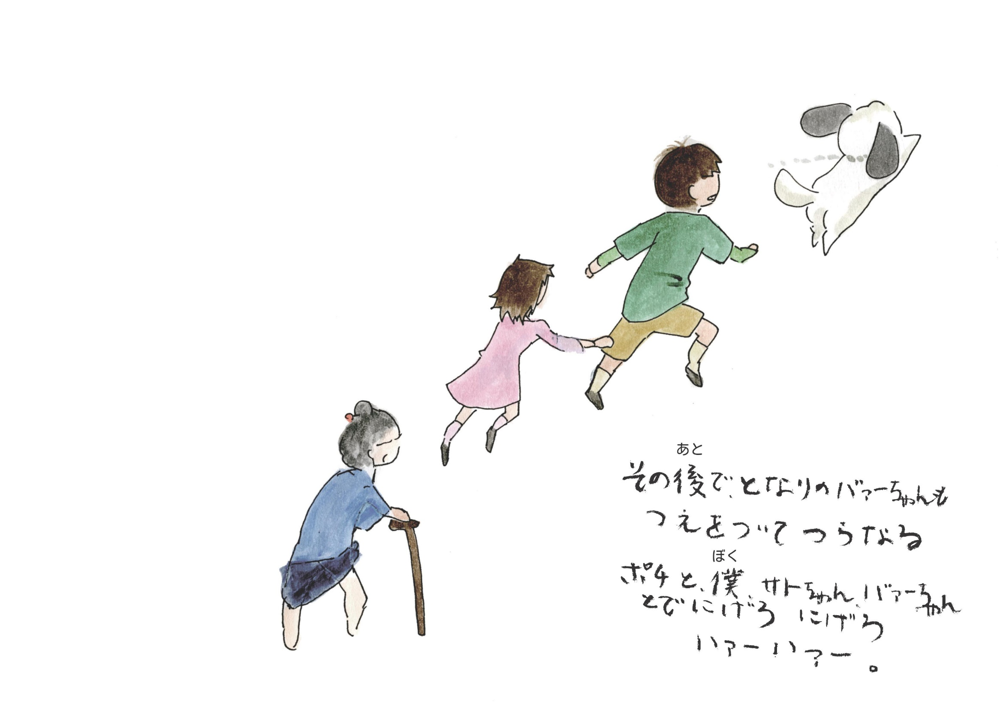 あと
その後で、となりのバァーちゃんも
つえをついて つらなる
ぼく
ポチと、僕、サトちゃん、バァーちゃん
とでにげろ にげろ
ハァーハァー。